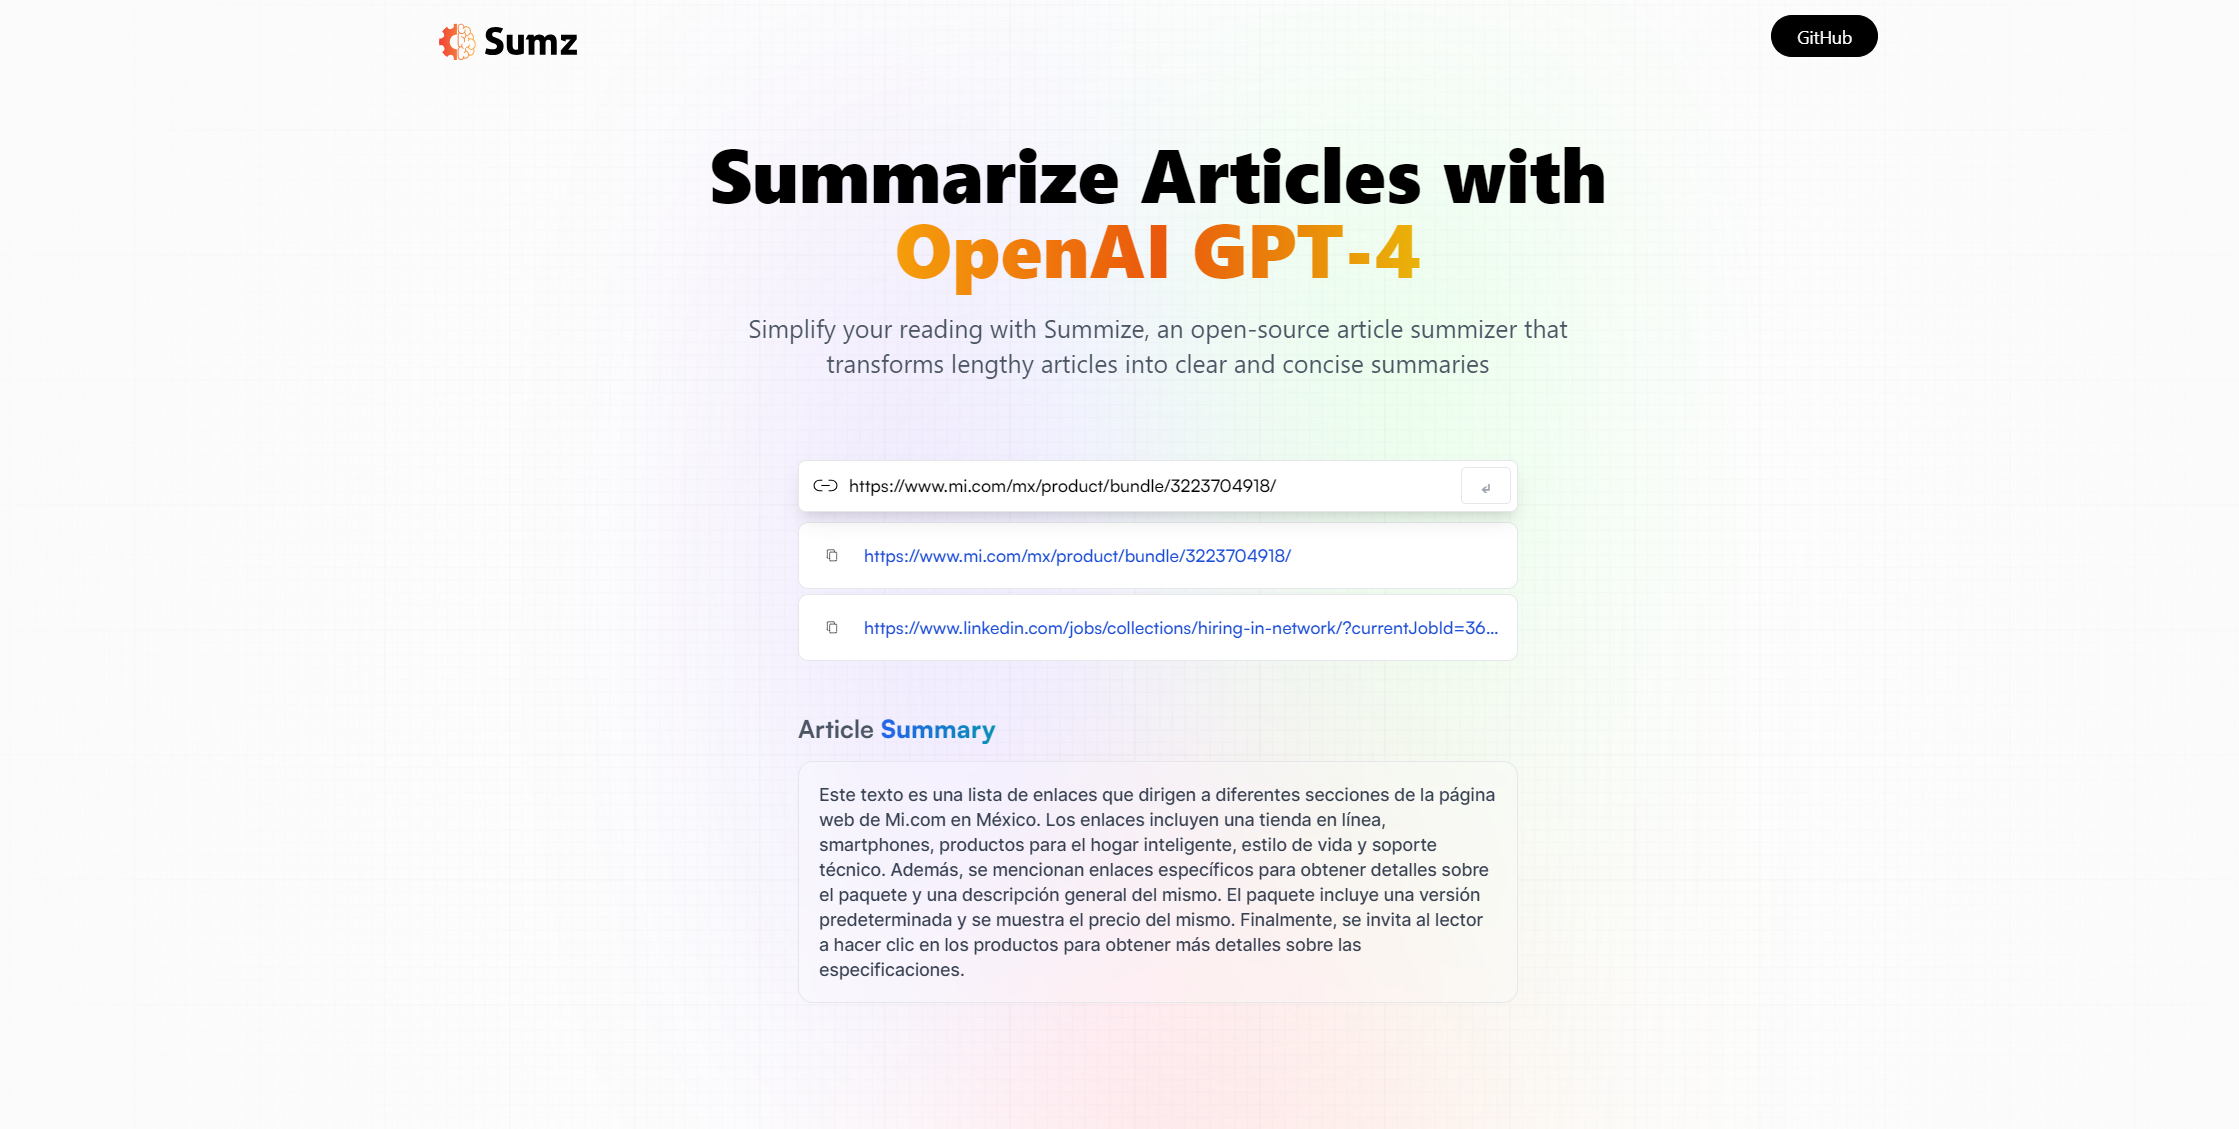 Sumz
GitHub
Summarize Articles with
OpenAI GPT-4
Simplify your reading with Summize, an open-source article summizer that
transforms lengthy articles into clear and concise summaries
https://www.mi.com/mx/product/bundle/3223704918/
https://www.mi.com/mx/product/bundle/3223704918/
https://www.linkedin.com/jobs/collections/hiring-in-network/?currentJobId=36...
Article Summary
Este texto es una lista de enlaces que dirigen a diferentes secciones de la página
web de Mi.com en México. Los enlaces incluyen una tienda en línea,
smartphones, productos para el hogar inteligente, estilo de vida y soporte
técnico. Además, se mencionan enlaces específicos para obtener detalles sobre
el paquete y una descripción general del mismo. El paquete incluye una versión
predeterminada y se muestra el precio del mismo. Finalmente, se invita al lector
a hacer clic en los productos para obtener más detalles sobre las
especificaciones.